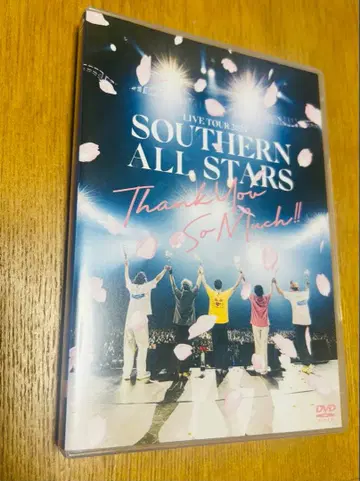 LIVE TOUR
SOUTHERN
ALL STARS
Thank You
So Much!!
DVD